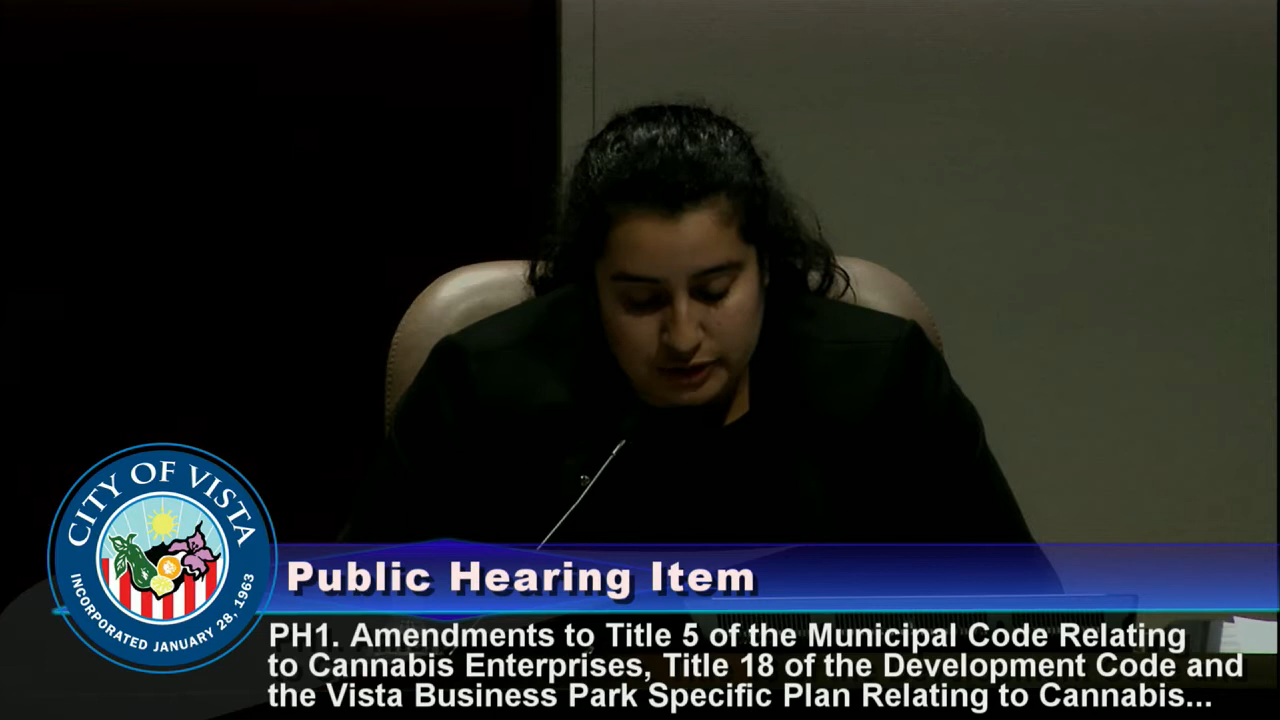 CITY OF VISTA
INCORPORATED JANUARY 28, 1963
Public Hearing Item
PH1. Amendments to Title 5 of the Municipal Code Relating
to Cannabis Enterprises, Title 18 of the Development Code and
the Vista Business Park Specific Plan Relating to Cannabis...